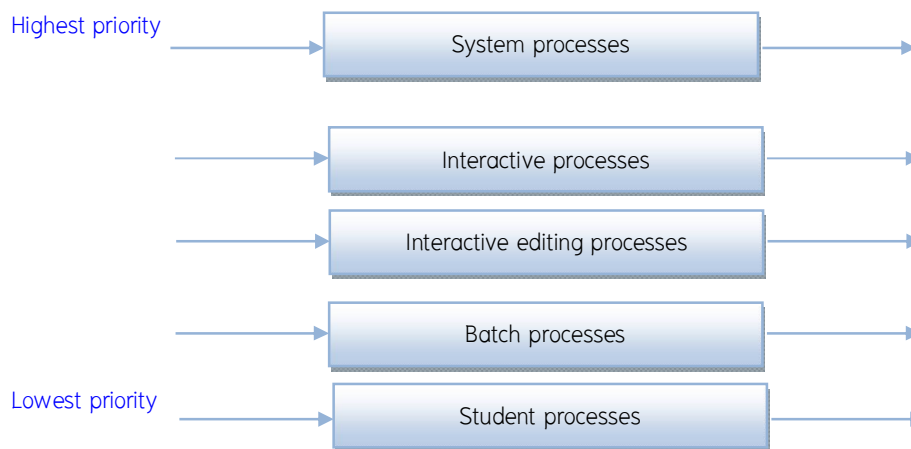 Highest priority
System processes
Interactive processes
Interactive editing processes
Batch processes
Lowest priority
Student processes